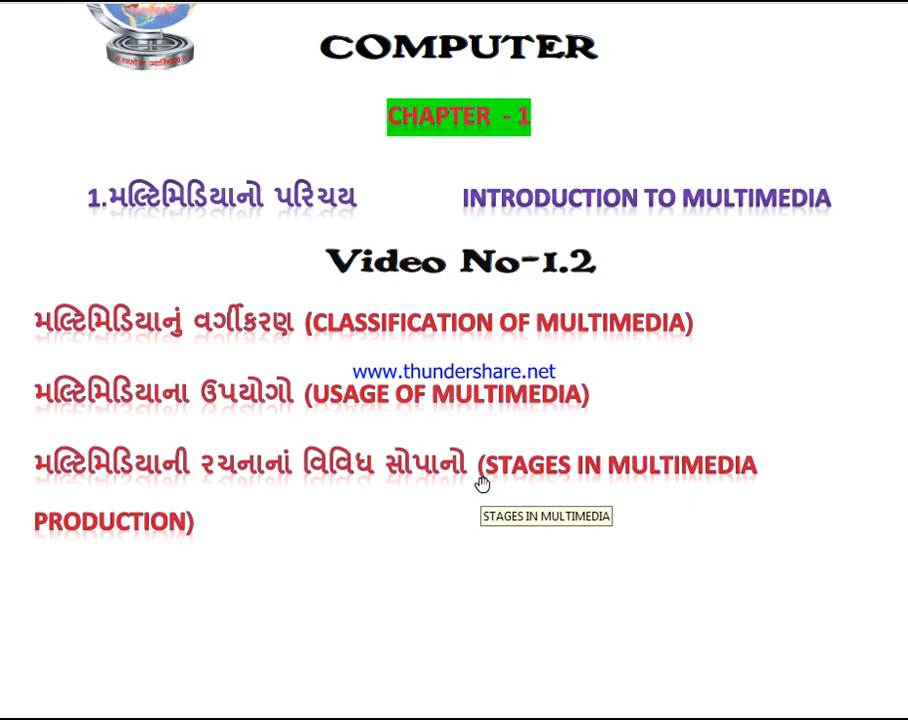 COMPUTER
CHAPTER - 1
1.મલ્ટિમિડિયાનો પરિચય INTRODUCTION TO MULTIMEDIA
Video No-1.2
મલ્ટિમિડિયાનું વર્ગીકરણ (CLASSIFICATION OF MULTIMEDIA)
www.thundershare.net
મલ્ટિમિડિયાના ઉપયોગો (USAGE OF MULTIMEDIA)
મલ્ટિમિડિયાની રચનાનાં વિવિધ સોપાનો (STAGES IN MULTIMEDIA
STAGES IN MULTIMEDIA
PRODUCTION)